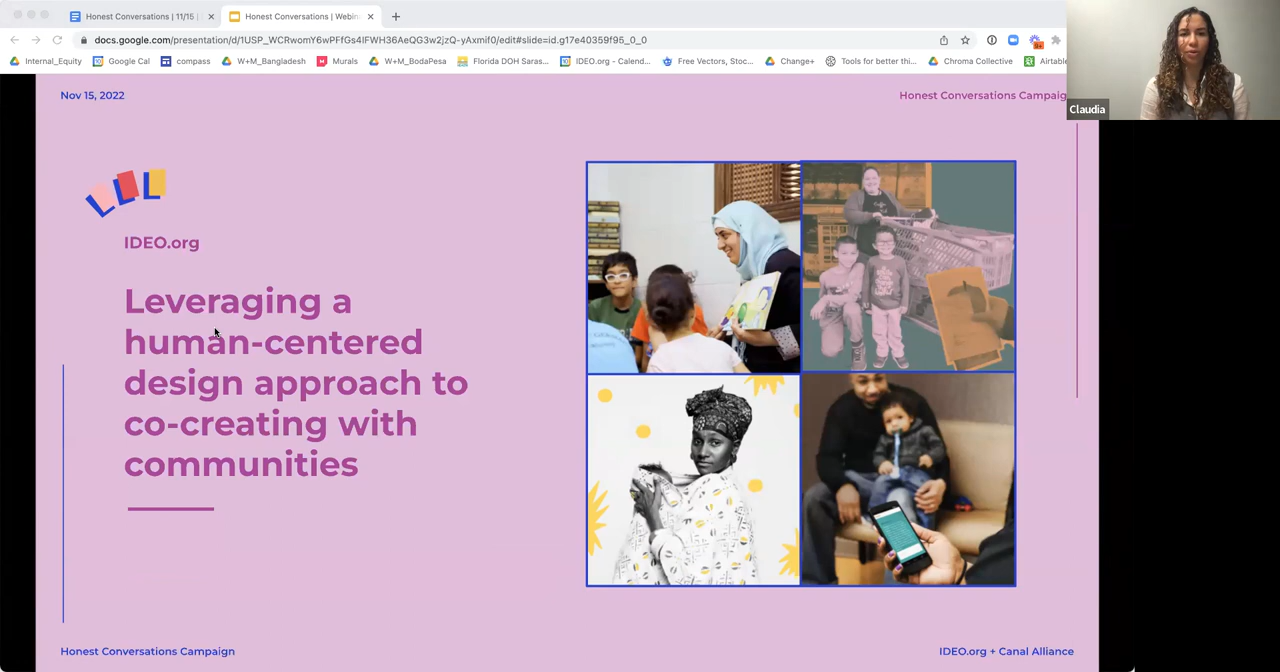 Honest Conversations | 11/15 |
Honest Conversations | Webin
docs.google.com/presentation/d/1USP_WCRwomY6wPFfGs4lFWH36AeQG3w2jzQ-yAxmif0/edit#slide=id.g17e40359f95_0_0
Internal_Equity
Google Cal
compass
W+M_Bangladesh
Murals
W+M_BodaPesa
Florida DOH Saras...
IDEO.org - Calend...
Free Vectors, Stoc...
Change+
Tools for better thi...
Chroma Collective
Airtable
Claudia
Nov 15, 2022
Honest Conversations Campaig
IDEO.org
Leveraging a
human-centered
design approach to
co-creating with
communities
Honest Conversations Campaign
IDEO.org + Canal Alliance